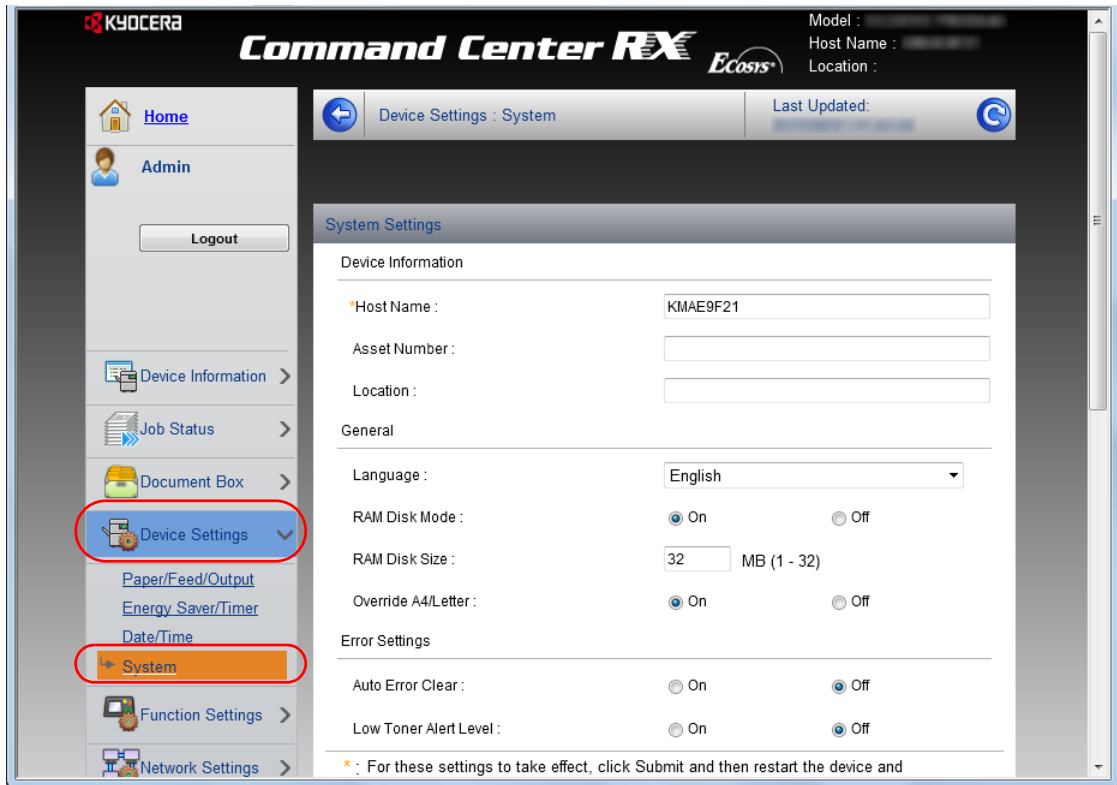 KYOCERA
Command Center RX Ecosys
Model :
Host Name :
Location :
Home
Admin
Logout
Device Information
Job Status
Document Box
Device Settings
Paper/Feed/Output
Energy Saver/Timer
Date/Time
System
Function Settings
Network Settings
Device Settings : System
Last Updated:
System Settings
Device Information
*Host Name : KMAE9F21
Asset Number :
Location :
General
Language : English
RAM Disk Mode : On Off
RAM Disk Size : 32 MB (1 - 32)
Override A4/Letter : On Off
Error Settings
Auto Error Clear : On Off
Low Toner Alert Level : On Off
* : For these settings to take effect, click Submit and then restart the device and